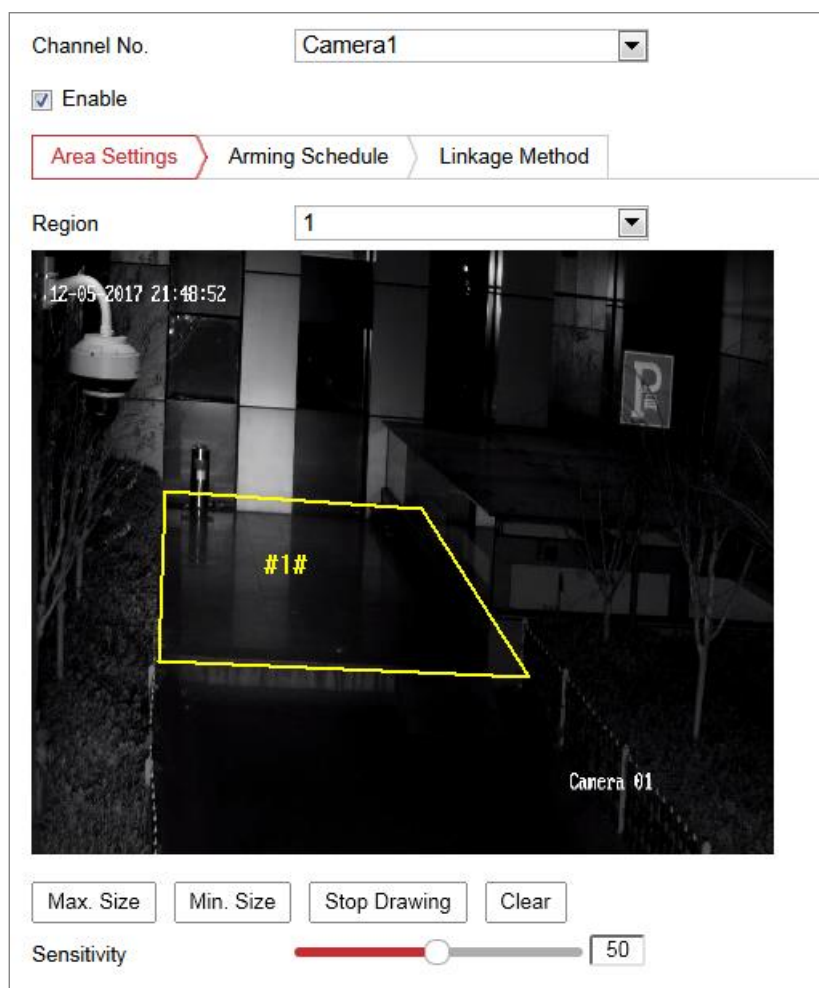 Channel No. Camera1
Enable
Area Settings Arming Schedule Linkage Method
Region 1
12-05-2017 21:48:52
P
#1#
Camera 01
Max. Size Min. Size Stop Drawing Clear
Sensitivity 50